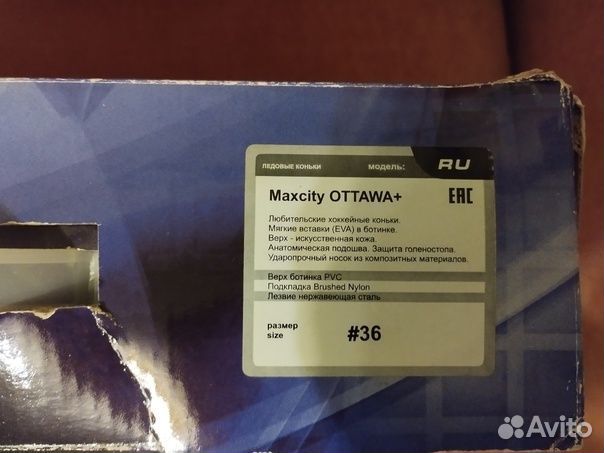 ЛЕДОВЫЕ КОНЬКИ МОДЕЛЬ: RU
Maxcity OTTAWA+ EAC
Любительские хоккейные коньки.
Мягкие вставки (EVA) в ботинке.
Верх - искусственная кожа.
Анатомическая подошва. Защита голеностопа.
Ударопрочный носок из композитных материалов.
Верх ботинка PVC
Подкладка Brushed Nylon
Лезвие нержавеющая сталь
размер
size #36
Avito